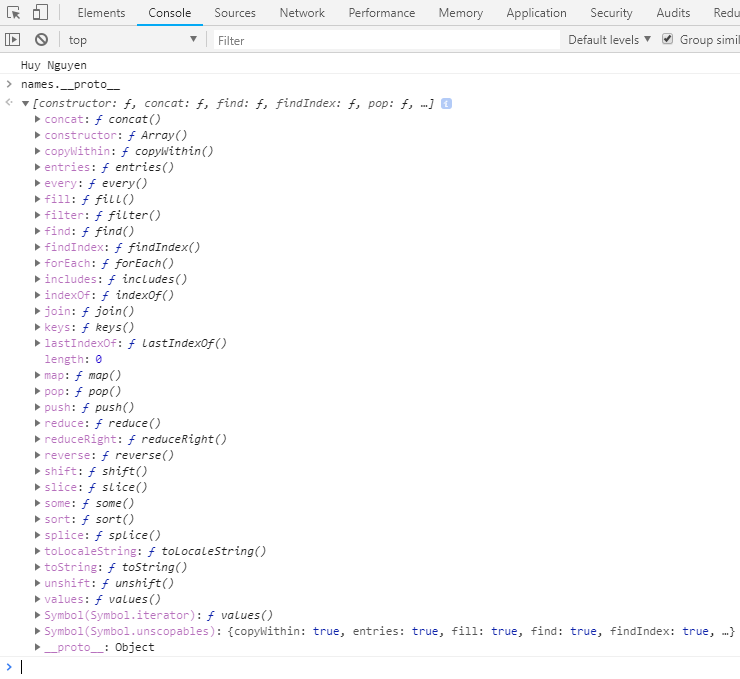 Elements Console Sources Network Performance Memory Application Security Audits Redu
top Filter Default levels Group simil
Huy Nguyen
names.__proto__
[constructor: ƒ, concat: ƒ, find: ƒ, findIndex: ƒ, pop: ƒ, …] i
concat: ƒ concat()
constructor: ƒ Array()
copyWithin: ƒ copyWithin()
entries: ƒ entries()
every: ƒ every()
fill: ƒ fill()
filter: ƒ filter()
find: ƒ find()
findIndex: ƒ findIndex()
forEach: ƒ forEach()
includes: ƒ includes()
indexOf: ƒ indexOf()
join: ƒ join()
keys: ƒ keys()
lastIndexOf: ƒ lastIndexOf()
length: 0
map: ƒ map()
pop: ƒ pop()
push: ƒ push()
reduce: ƒ reduce()
reduceRight: ƒ reduceRight()
reverse: ƒ reverse()
shift: ƒ shift()
slice: ƒ slice()
some: ƒ some()
sort: ƒ sort()
splice: ƒ splice()
toLocaleString: ƒ toLocaleString()
toString: ƒ toString()
unshift: ƒ unshift()
values: ƒ values()
Symbol(Symbol.iterator): ƒ values()
Symbol(Symbol.unscopables): {copyWithin: true, entries: true, fill: true, find: true, findIndex: true, …}
__proto__: Object